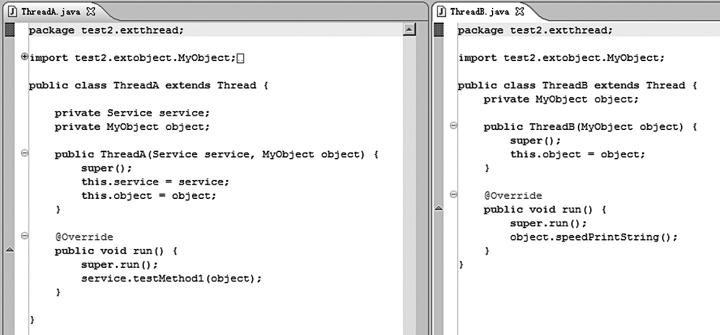 ThreadA.java
package test2.extthread;
import test2.extobject.MyObject;
public class ThreadA extends Thread {
private Service service;
private MyObject object;
public ThreadA(Service service, MyObject object) {
super();
this.service = service;
this.object = object;
}
@Override
public void run() {
super.run();
service.testMethod1(object);
}
}
ThreadB.java
package test2.extthread;
import test2.extobject.MyObject;
public class ThreadB extends Thread {
private MyObject object;
public ThreadB(MyObject object) {
super();
this.object = object;
}
@Override
public void run() {
super.run();
object.speedPrintString();
}
}